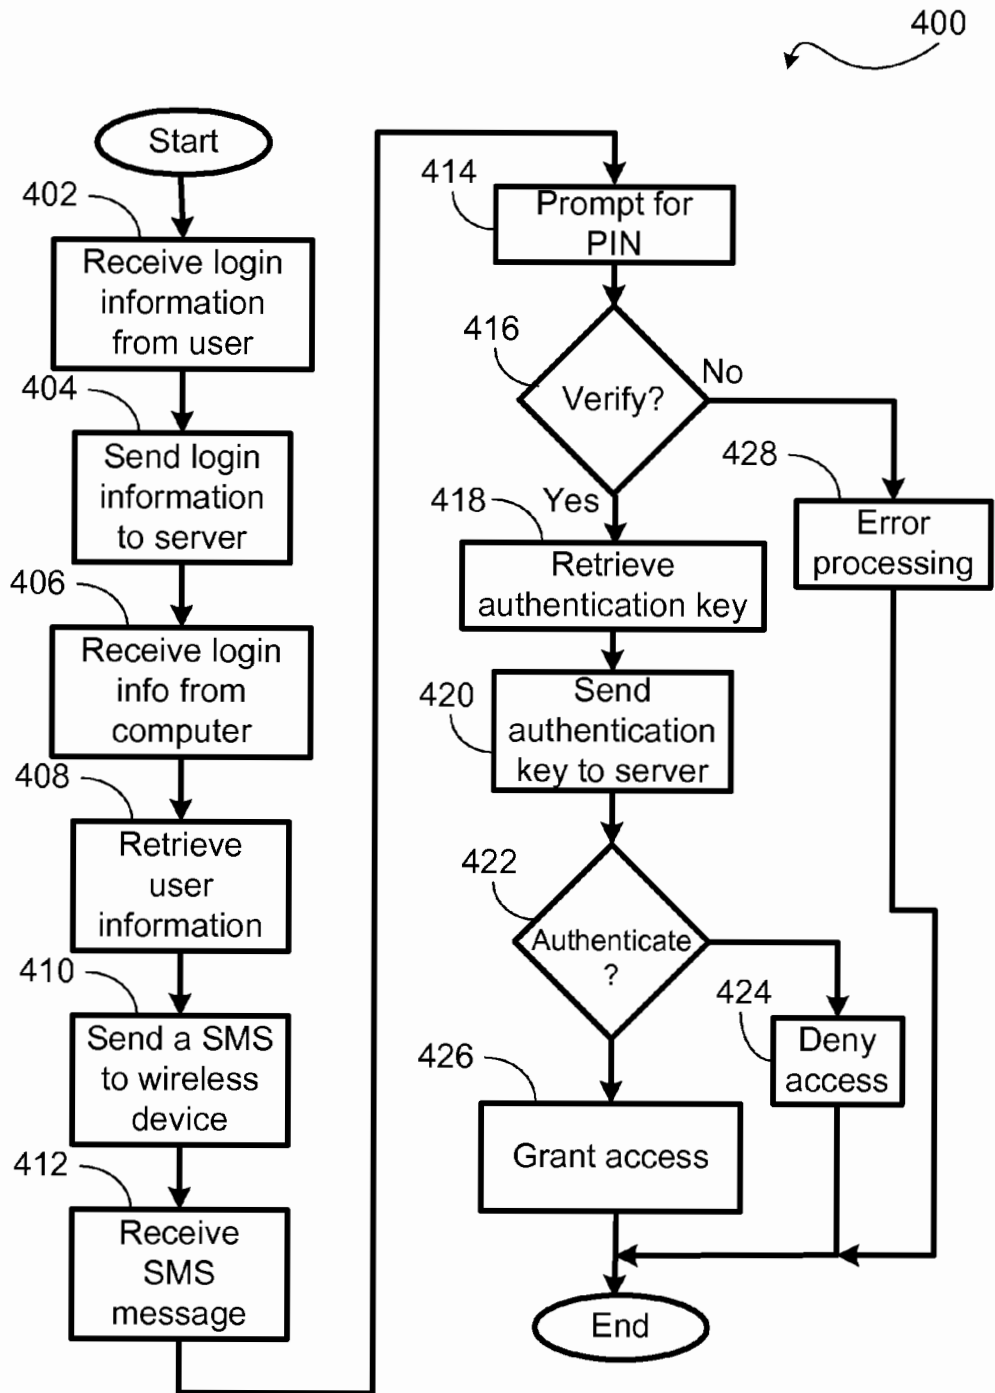 400
Start
402
Receive login
information
from user
404
Send login
information
to server
406
Receive login
info from
computer
408
Retrieve
user
information
410
Send a SMS
to wireless
device
412
Receive
SMS
message
414
Prompt for
PIN
416
Verify?
No
Yes
428
Error
processing
418
Retrieve
authentication key
420
Send
authentication
key to server
422
Authenticate
?
424
Deny
access
426
Grant access
End